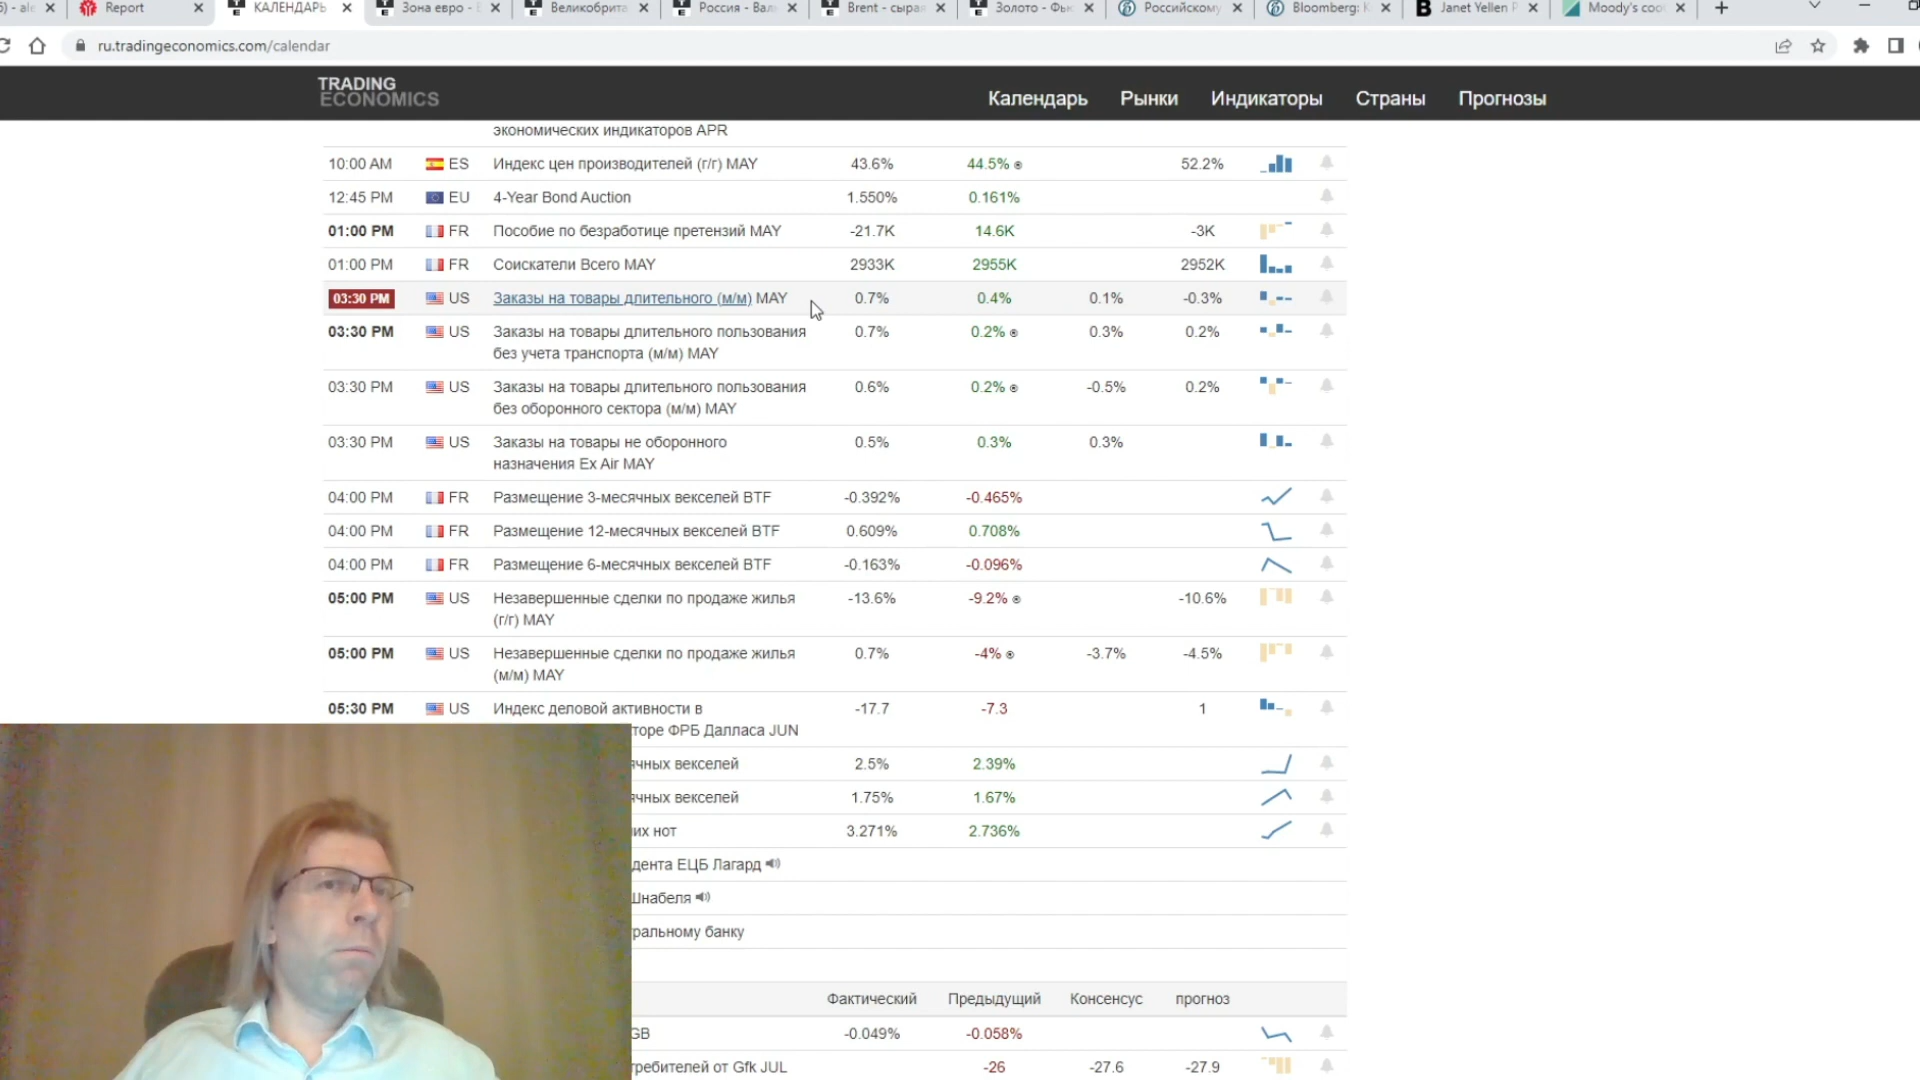 Report
КАЛЕНДАРЬ
Зона евро -
Великобрита
Россия - Вал
Brent - сырая
Золото - Фьк
Российскому
Bloomberg:
Janet Yellen
Moody's coo
ru.tradingeconomics.com/calendar
TRADING
ECONOMICS
Календарь Рынки Индикаторы Страны Прогнозы
экономических индикаторов APR
10:00 AM ES Индекс цен производителей (г/г) MAY 43.6% 44.5% 52.2%
12:45 PM EU 4-Year Bond Auction 1.550% 0.161%
01:00 PM FR Пособие по безработице претензий MAY -21.7K 14.6K -3K
01:00 PM FR Соискатели Всего MAY 2933K 2955K 2952K
03:30 PM US Заказы на товары длительного (м/м) MAY 0.7% 0.4% 0.1% -0.3%
03:30 PM US Заказы на товары длительного пользования 0.7% 0.2% 0.3% 0.2%
без учета транспорта (м/м) MAY
03:30 PM US Заказы на товары длительного пользования 0.6% 0.2% -0.5% 0.2%
без оборонного сектора (м/м) MAY
03:30 PM US Заказы на товары не оборонного 0.5% 0.3% 0.3%
назначения Ex Air MAY
04:00 PM FR Размещение 3-месячных векселей BTF -0.392% -0.465%
04:00 PM FR Размещение 12-месячных векселей BTF 0.609% 0.708%
04:00 PM FR Размещение 6-месячных векселей BTF -0.163% -0.096%
05:00 PM US Незавершенные сделки по продаже жилья -13.6% -9.2% -10.6%
(г/г) MAY
05:00 PM US Незавершенные сделки по продаже жилья 0.7% -4% -3.7% -4.5%
(м/м) MAY
05:30 PM US Индекс деловой активности в -17.7 -7.3 1
торе ФРБ Далласа JUN
ячных векселей 2.5% 2.39%
ячных векселей 1.75% 1.67%
их нот 3.271% 2.736%
дента ЕЦБ Лагард
Шнабеля
ральному банку
Фактический Предыдущий Консенсус прогноз
GB -0.049% -0.058%
требителей от Gfk JUL -26 -27.6 -27.9